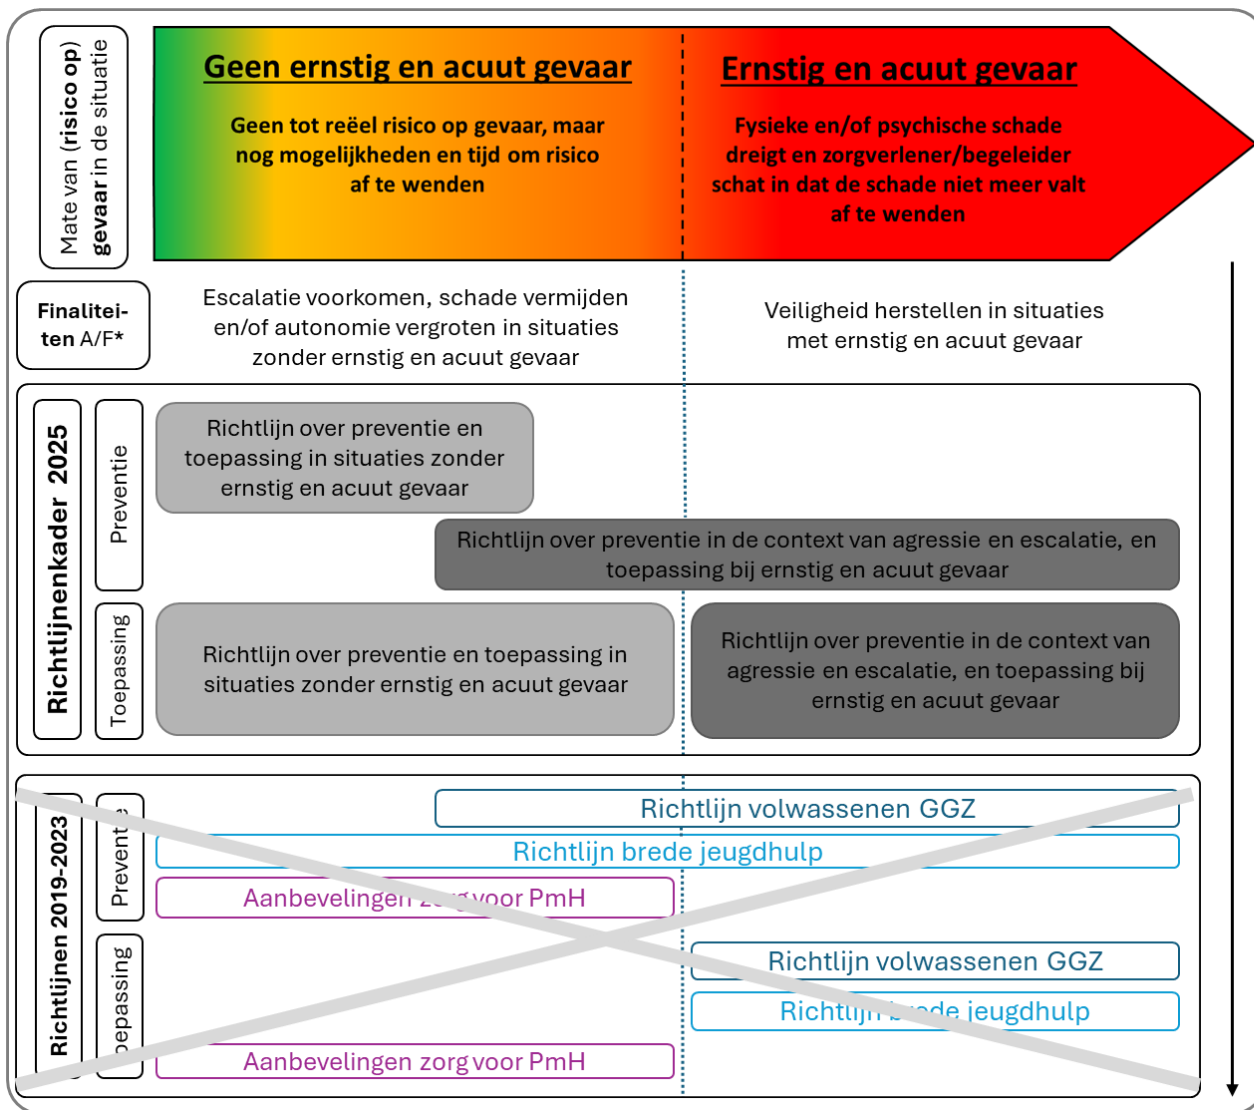 Mate van (risico op)
gevaar in de situatie
Geen ernstig en acuut gevaar
Geen tot reëel risico op gevaar, maar
nog mogelijkheden en tijd om risico
af te wenden
Ernstig en acuut gevaar
Fysieke en/of psychische schade
dreigt en zorgverlener/begeleider
schat in dat de schade niet meer valt
af te wenden
Finalitei-
ten A/F*
Escalatie voorkomen, schade vermijden
en/of autonomie vergroten in situaties
zonder ernstig en acuut gevaar
Veiligheid herstellen in situaties
met ernstig en acuut gevaar
Richtlijnenkader 2025
Preventie
Richtlijn over preventie en
toepassing in situaties zonder
ernstig en acuut gevaar
Richtlijn over preventie in de context van agressie en escalatie, en
toepassing bij ernstig en acuut gevaar
Toepassing
Richtlijn over preventie en toepassing in
situaties zonder ernstig en acuut gevaar
Richtlijn over preventie in de context van
agressie en escalatie, en toepassing bij
ernstig en acuut gevaar
Richtlijnen 2019-2023
Preventie
Richtlijn volwassenen GGZ
Richtlijn brede jeugdhulp
Aanbevelingen zorg voor PmH
Toepassing
Richtlijn volwassenen GGZ
Richtlijn brede jeugdhulp
Aanbevelingen zorg voor PmH